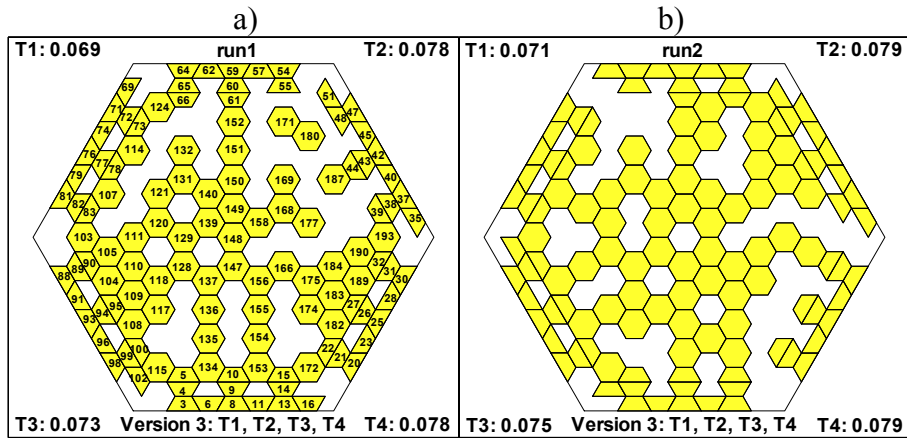 a) b)
T1: 0.069 run1 T2: 0.078 T1: 0.071 run2 T2: 0.079
64 62 59 57 54
69 65 60 55
124 66 61 51
71 72 73 152 171 48 47
74 180 45
76 114 132 151 43 42
77 78 44
79 131 150 169 187 40
81 82 107 121 140 38 37
83 149 168 39 35
120 139 158 177
103 111 129 148 193
105 190
88 89 90 110 128 147 166 184 32 31 30
104 118 137 156 175 189
91 109 183 28
93 94 95 117 136 155 174 27 26 25
108 182
96 100 135 154 22 23
98 99 134 153 21 20
102 115 5 10 15 172
4 9 14
3 6 8 11 13 16
T3: 0.073 Version 3: T1, T2, T3, T4 T4: 0.078 T3: 0.075 Version 3: T1, T2, T3, T4 T4: 0.079